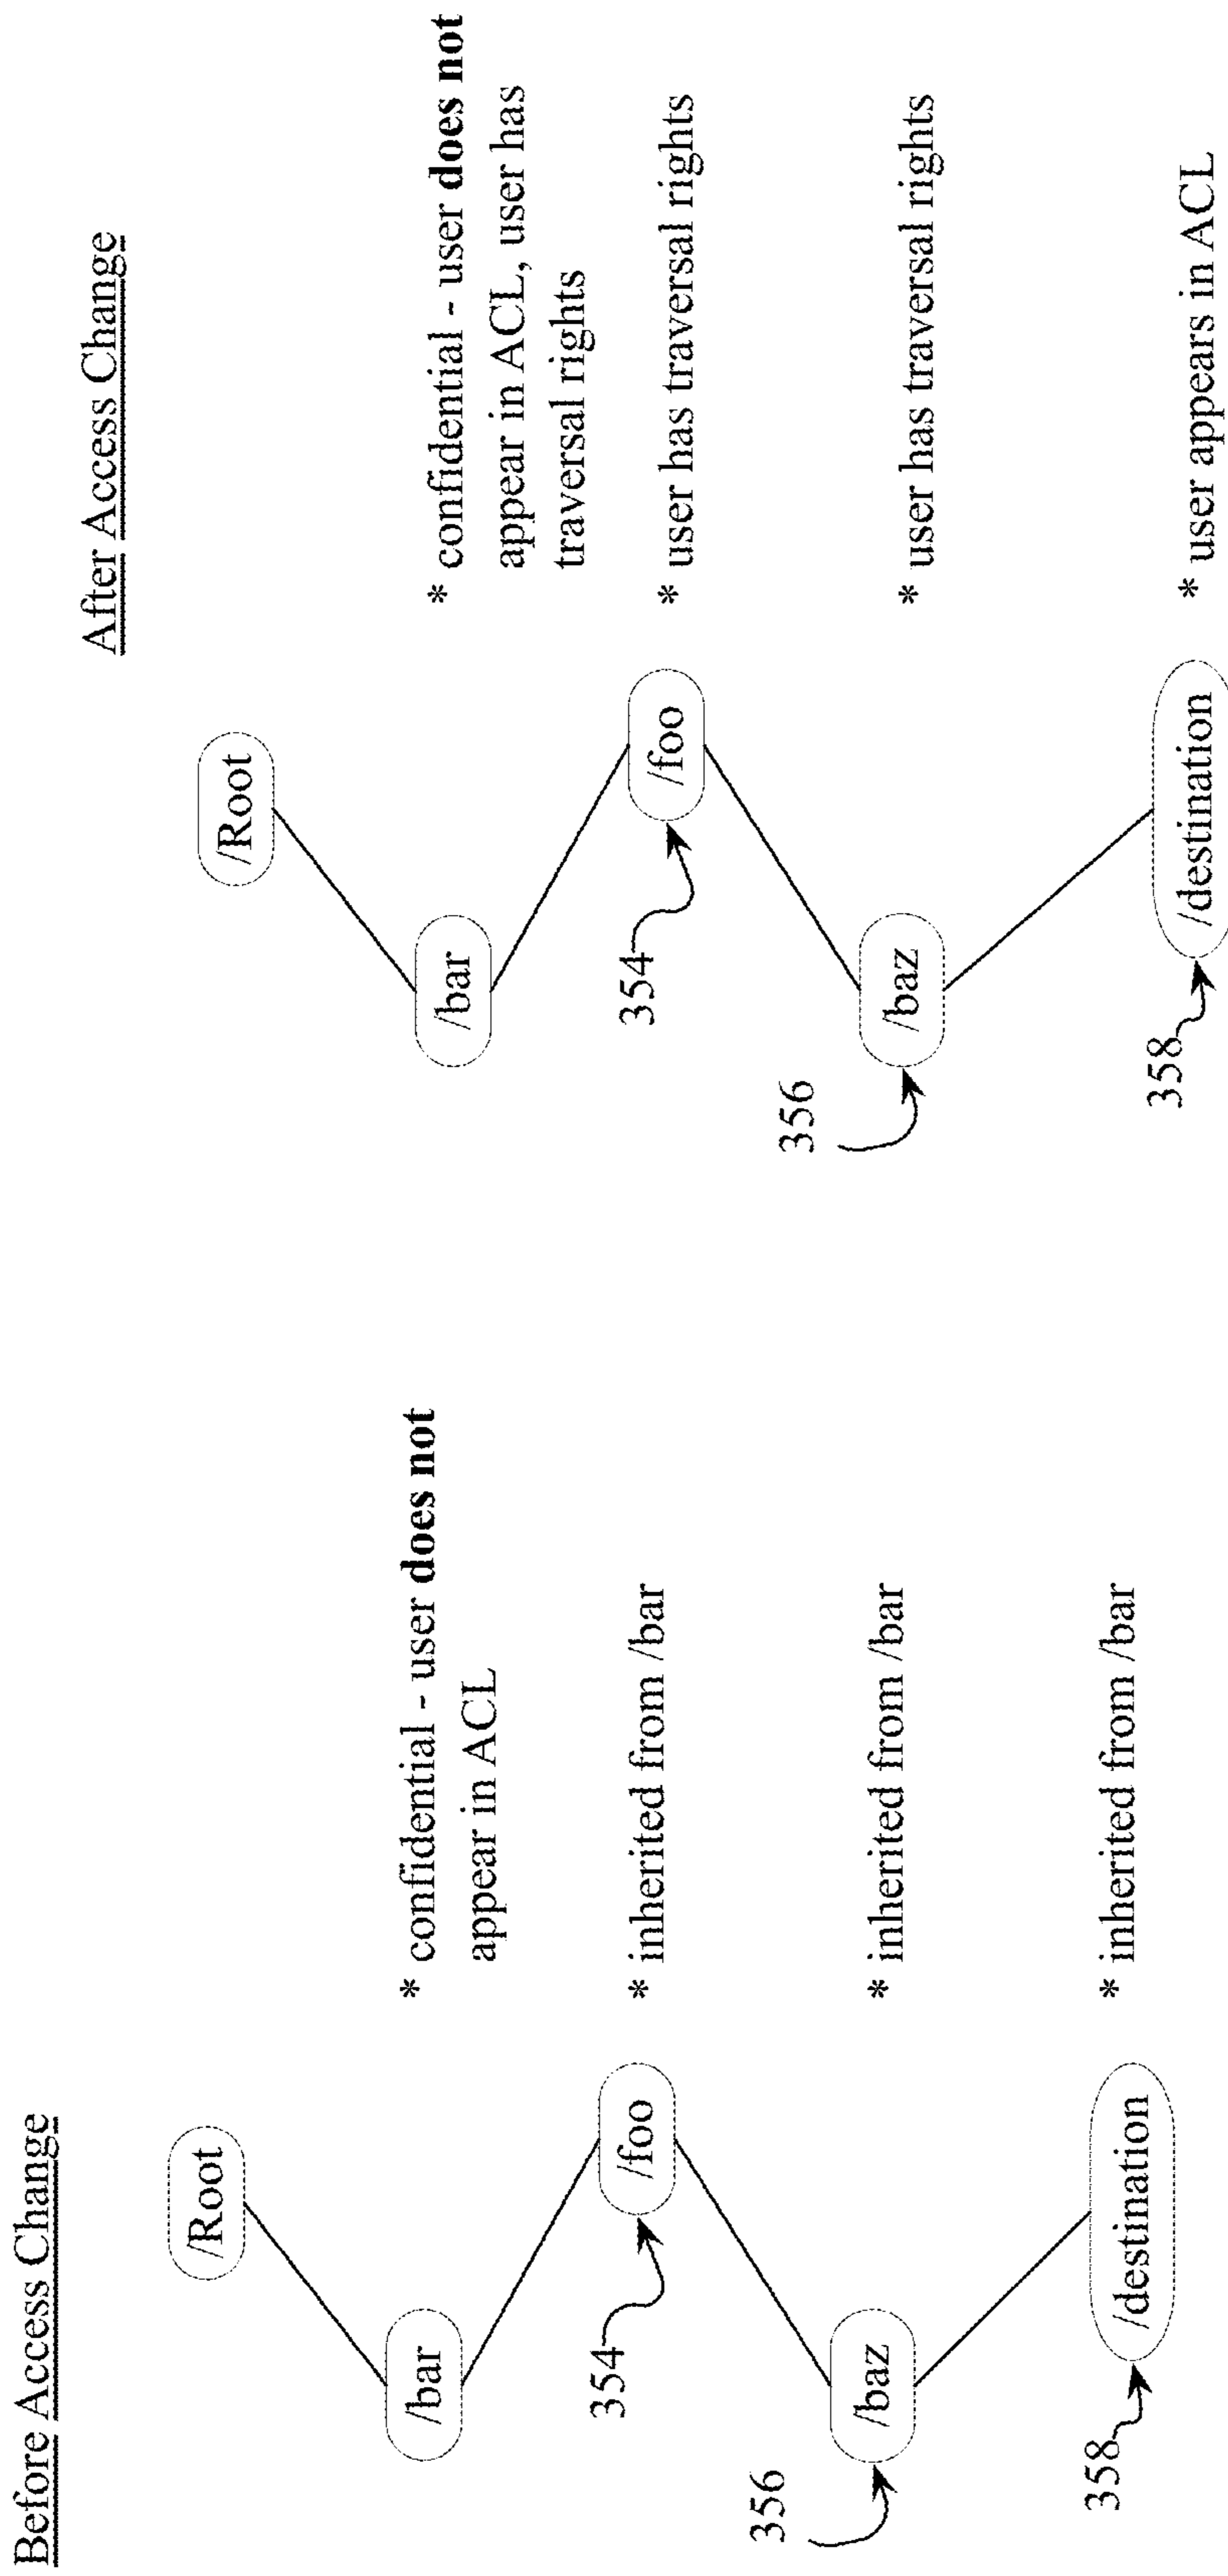 Before Access Change
/Root
/bar
* confidential - user does not
appear in ACL
/foo
* inherited from /bar
354
/baz
* inherited from /bar
356
/destination
* inherited from /bar
358
After Access Change
/Root
/bar
* confidential - user does not
appear in ACL, user has
traversal rights
/foo
* user has traversal rights
354
/baz
* user has traversal rights
356
/destination
* user appears in ACL
358